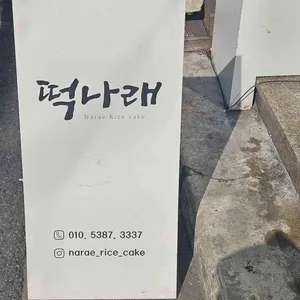 떡나래
Narae Rice cake
010. 5387. 3337
narae_rice_cake